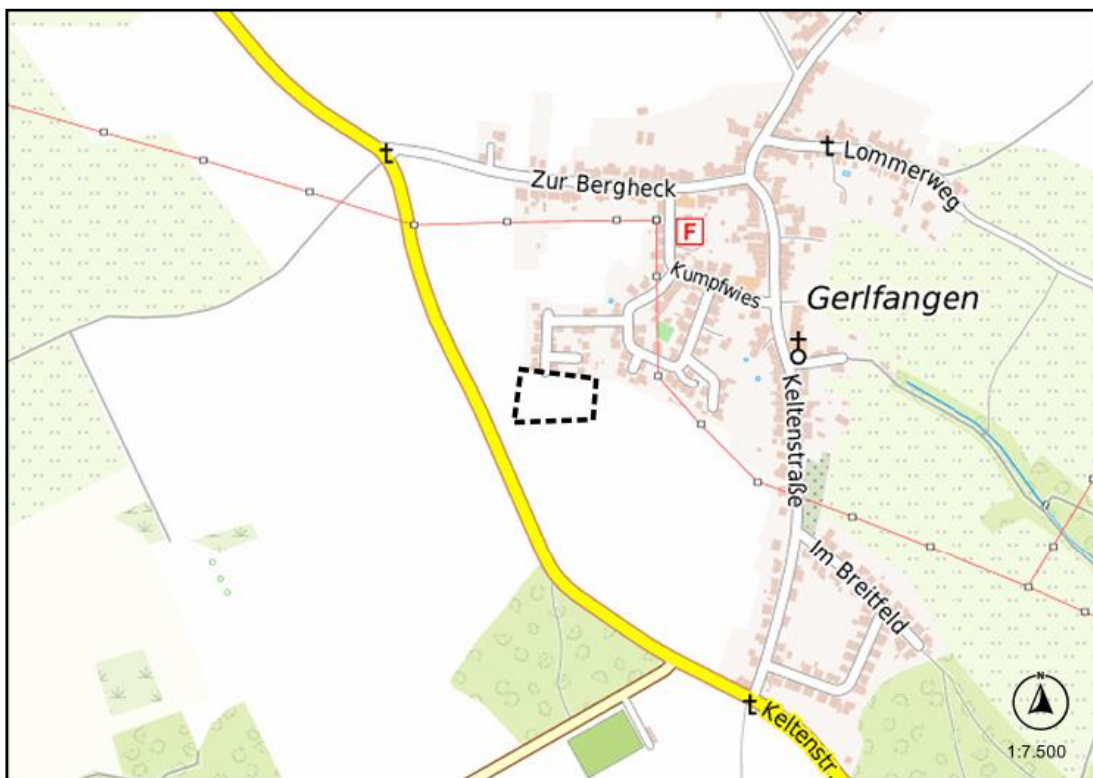 Lommerweg
Zur Bergheck
F
Kumpfwies
Gerlfangen
Keltenstraße
Im Breitfeld
N
Keltenstr.
1:7.500